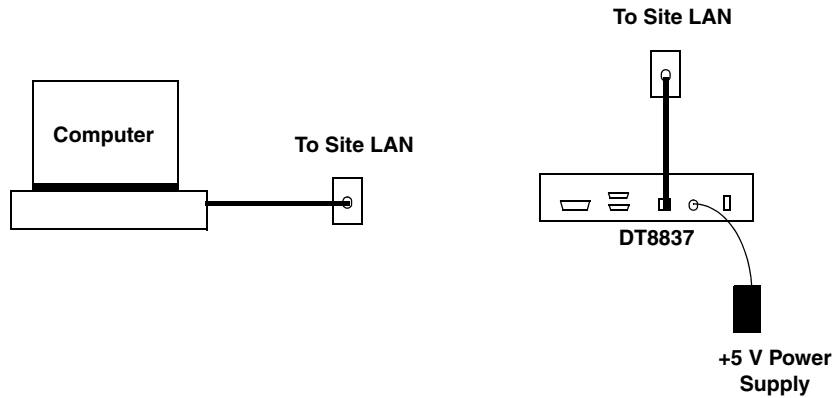 To Site LAN
Computer
To Site LAN
DT8837
+5 V Power
Supply